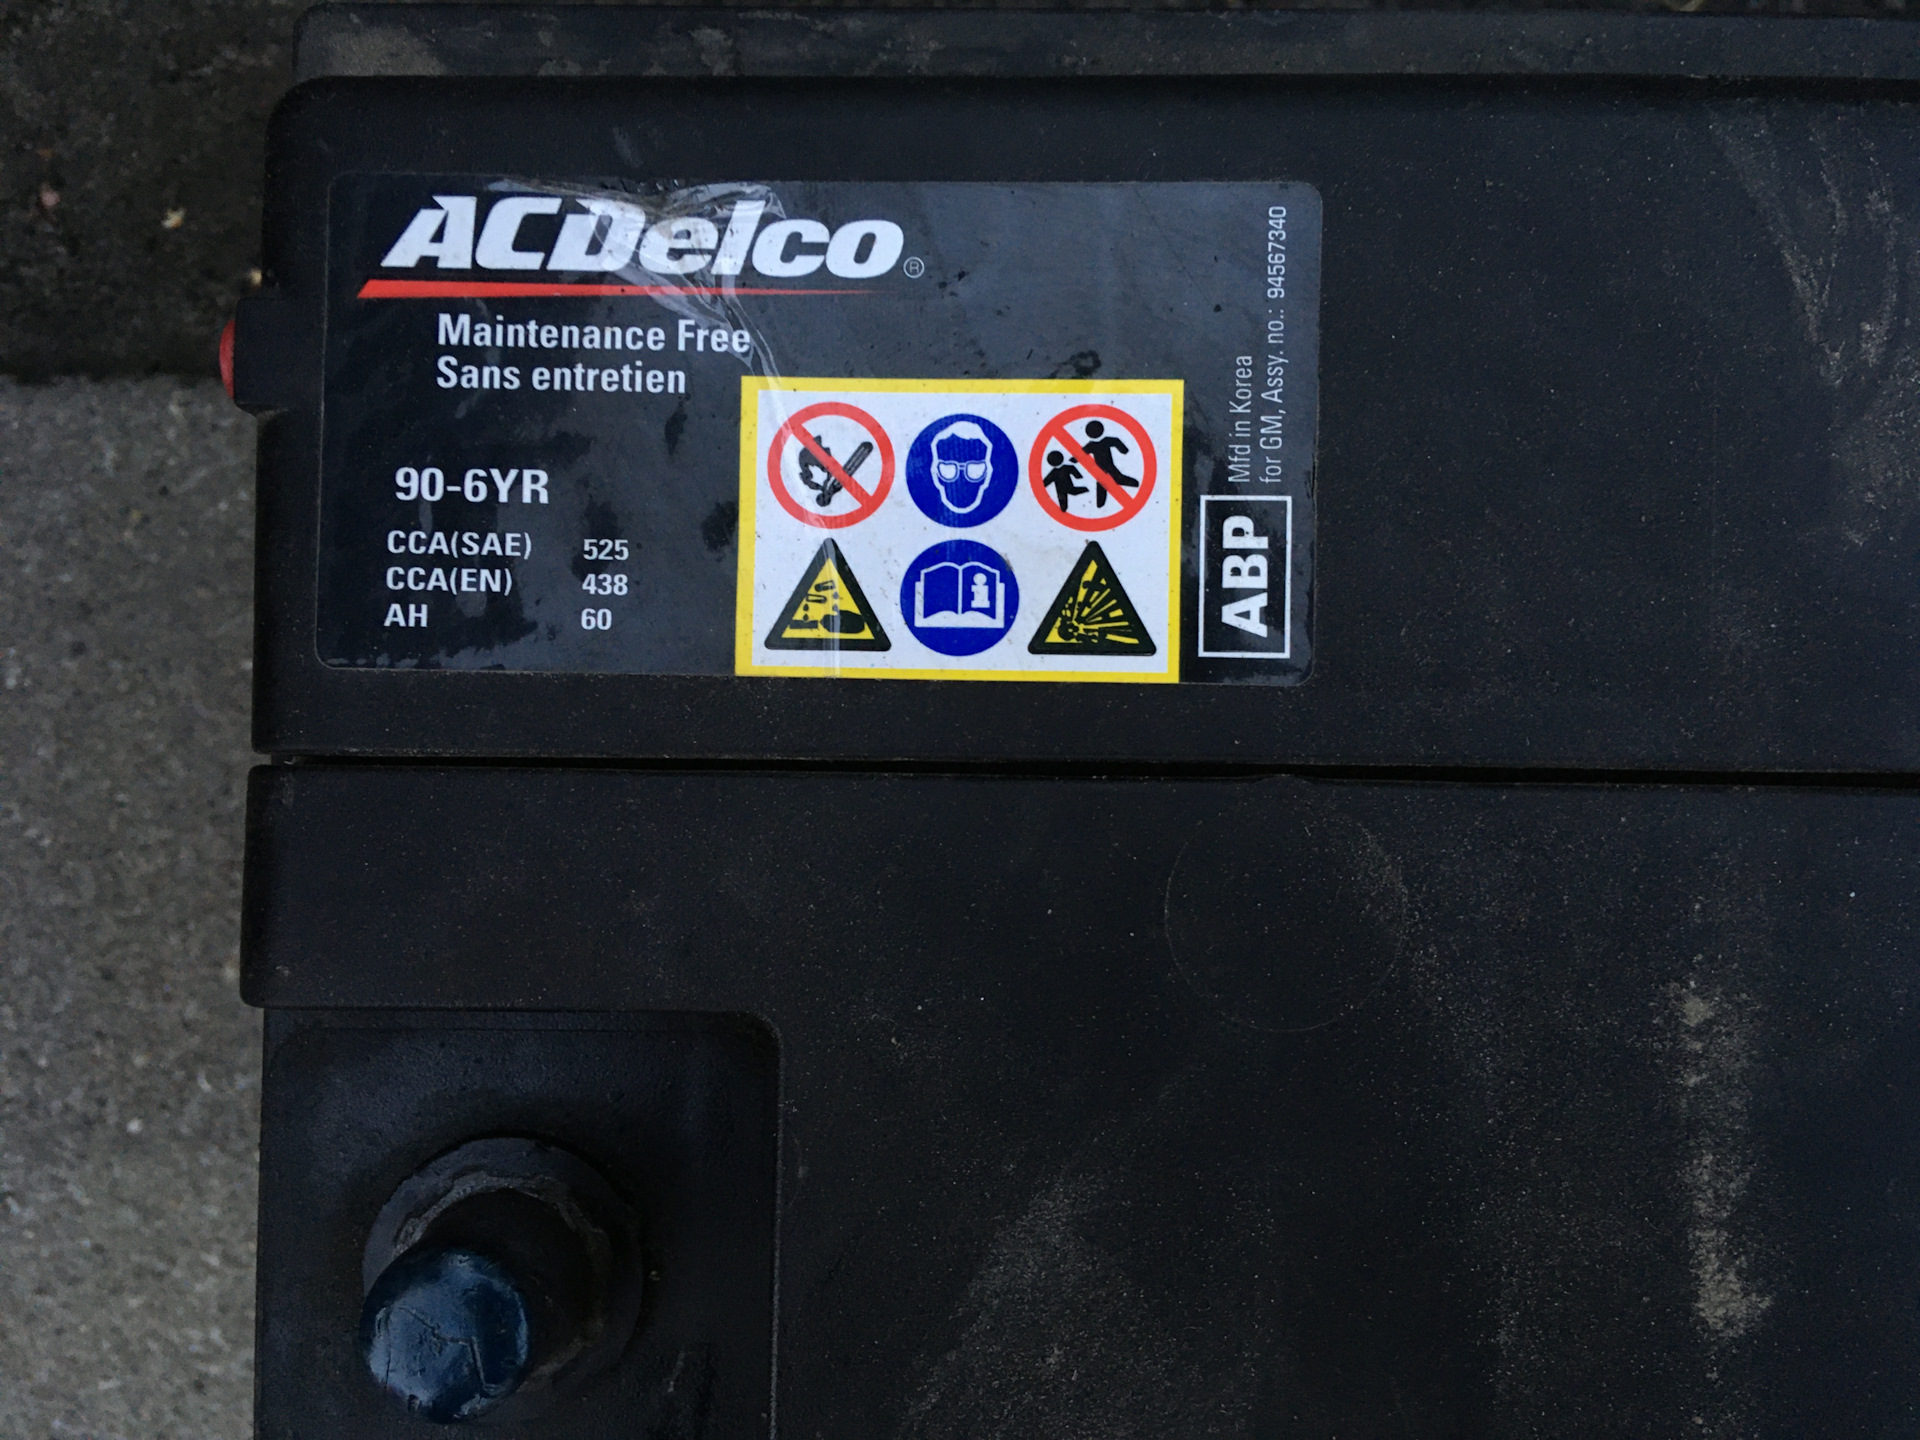 ACDelco®
Maintenance Free
Sans entretien
90-6YR
CCA(SAE) 525
CCA(EN) 438
AH 60
ABP
Mfd in Korea
for GM, Assy. no.: 94567340